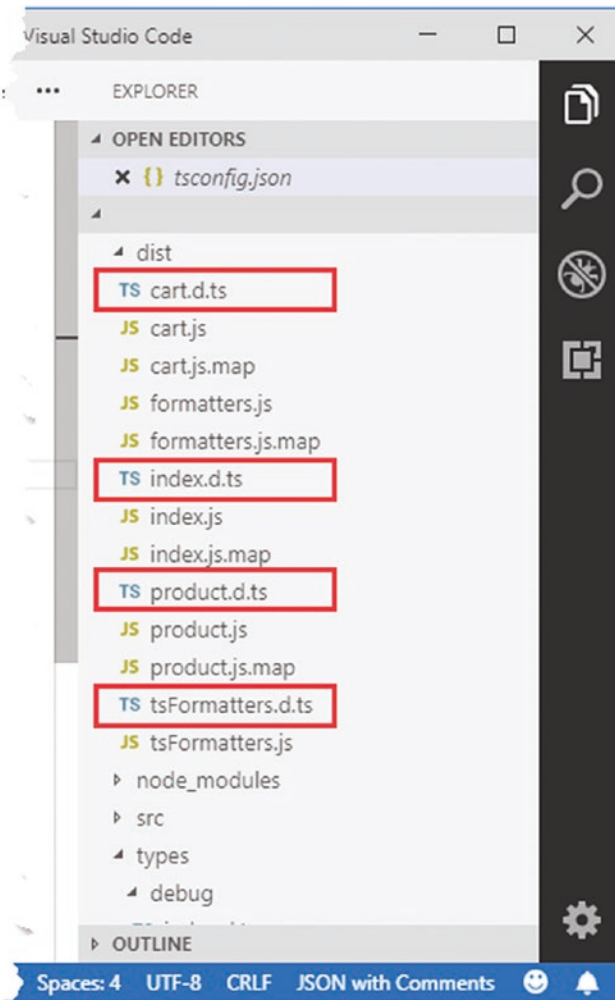 Visual Studio Code
EXPLORER
OPEN EDITORS
{} tsconfig.json
dist
TS cart.d.ts
JS cart.js
JS cart.js.map
JS formatters.js
JS formatters.js.map
TS index.d.ts
JS index.js
JS index.js.map
TS product.d.ts
JS product.js
JS product.js.map
TS tsFormatters.d.ts
JS tsFormatters.js
node_modules
src
types
debug
OUTLINE
Spaces: 4 UTF-8 CRLF JSON with Comments